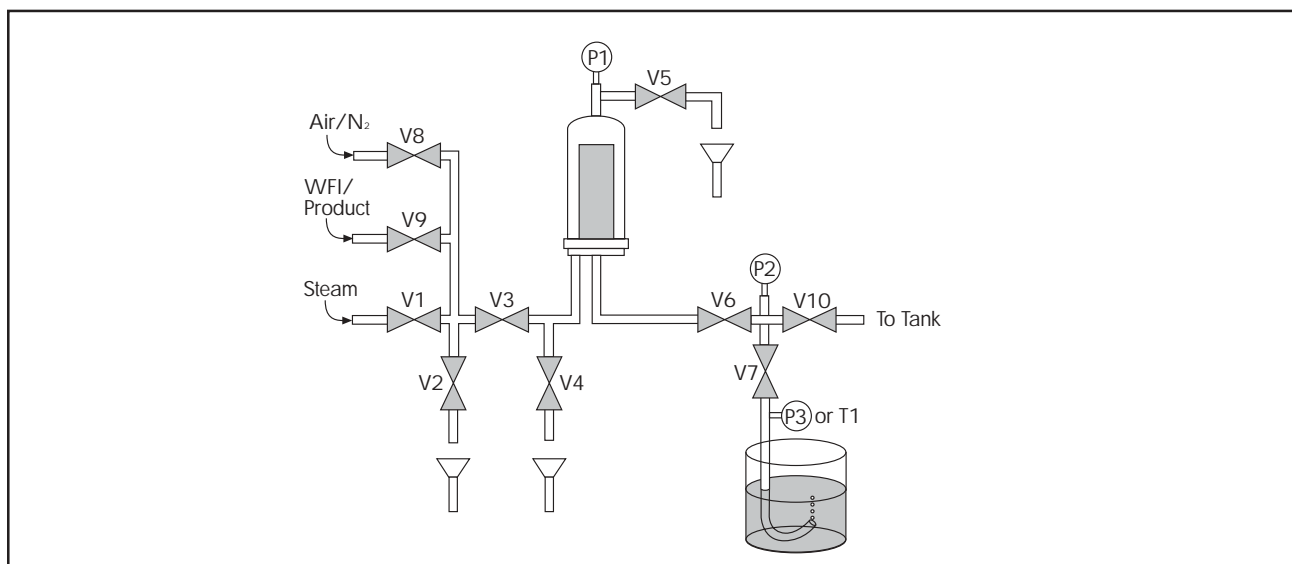 P1
V5
Air/N₂
V8
WFI/
Product
V9
Steam
V1
V3
P2
V6
V10
To Tank
V2
V4
V7
P3 or T1